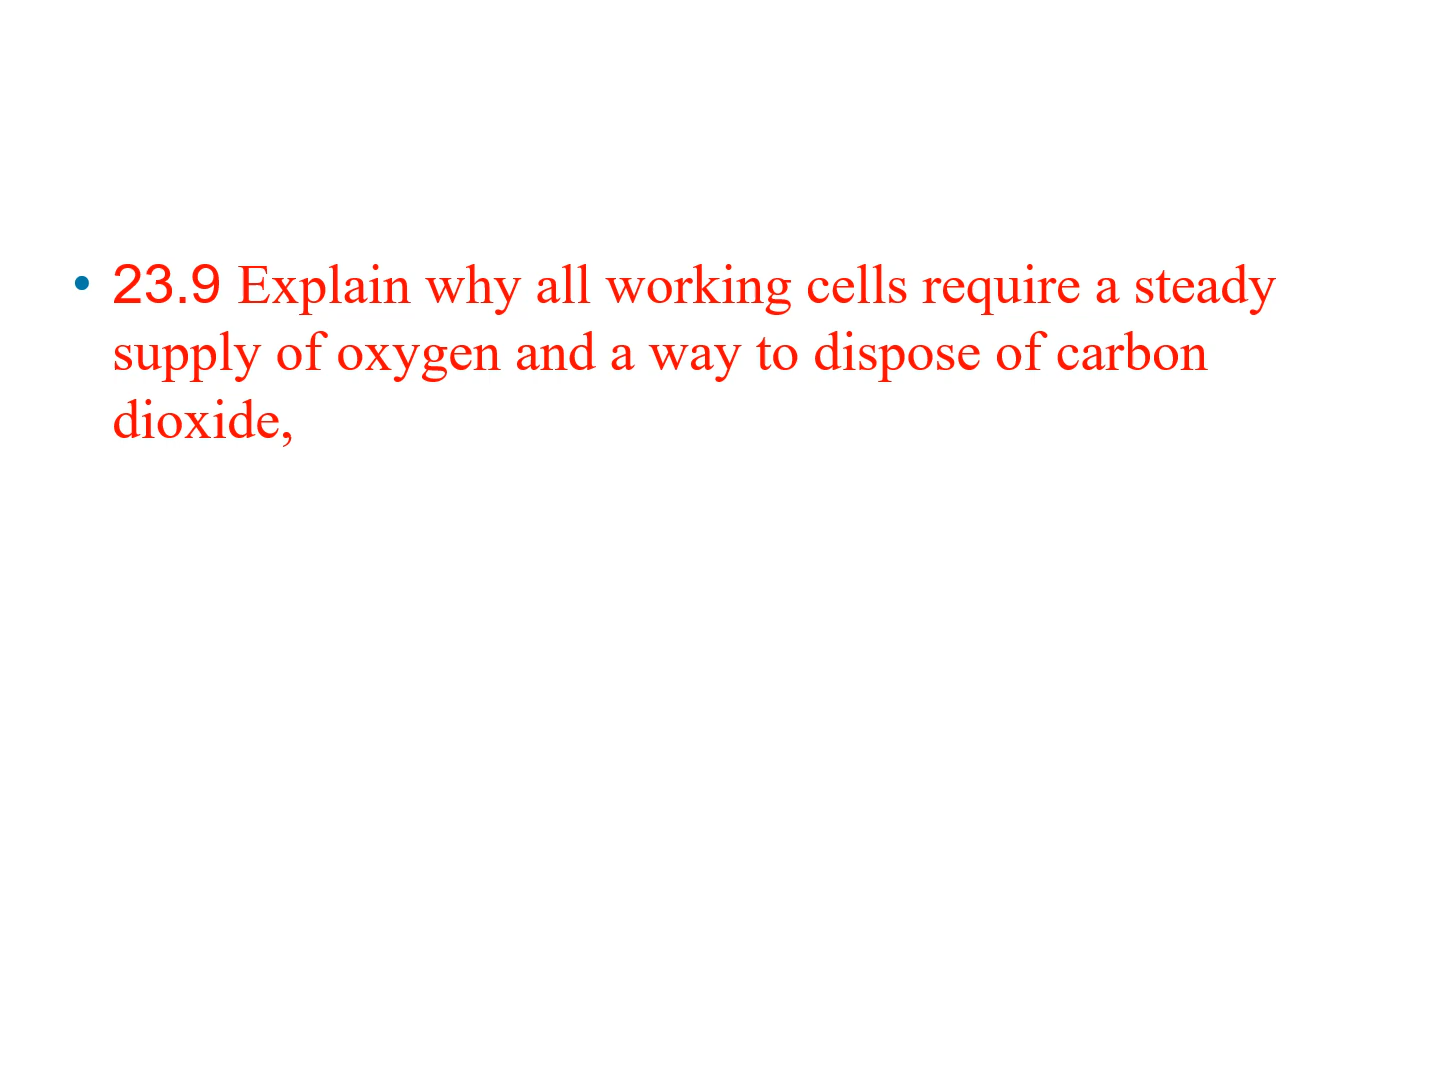 • 23.9 Explain why all working cells require a steady
supply of oxygen and a way to dispose of carbon
dioxide,